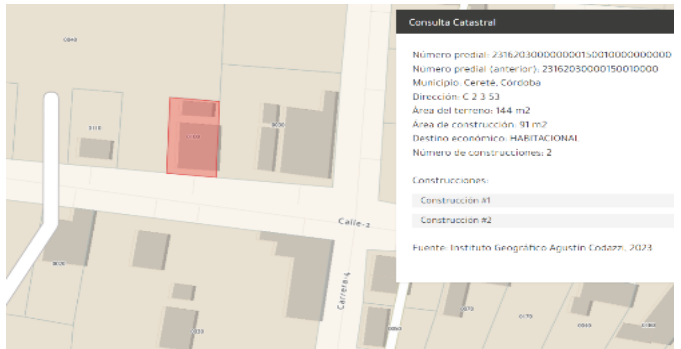 Consulta Catastral
Número predial: 231620300000001500100000000000
Número predial (anterior): 23162030000150010000
Municipio: Cereté, Córdoba
Dirección: C 2 3 53
Área del terreno: 144 m2
Área de construcción: 91 m2
Destino económico: HABITACIONAL
Número de construcciones: 2
Construcciones:
Construcción #1
Construcción #2
Fuente: Instituto Geográfico Agustín Codazzi, 2023
Calle-2
Carrera-4